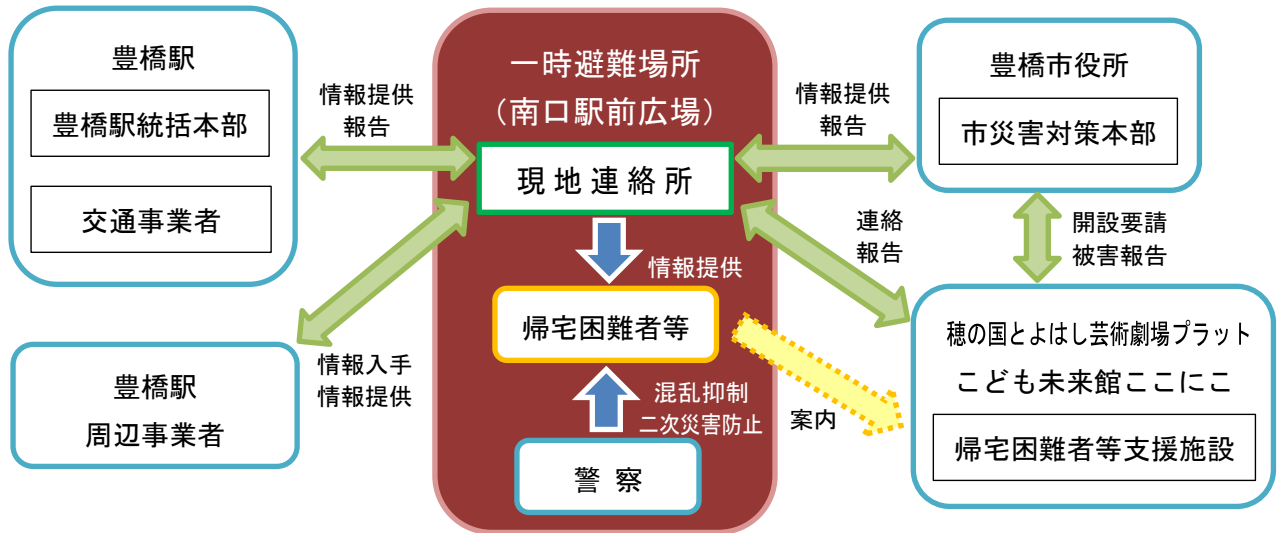 豊橋駅
豊橋駅統括本部
交通事業者
情報提供
報告
豊橋駅
周辺事業者
情報入手
情報提供
一時避難場所
（南口駅前広場）
現地連絡所
情報提供
帰宅困難者等
混乱抑制
二次災害防止
警察
情報提供
報告
豊橋市役所
市災害対策本部
連絡
報告
開設要請
被害報告
穂の国とよはし芸術劇場プラット
こども未来館ここにこ
帰宅困難者等支援施設
案内